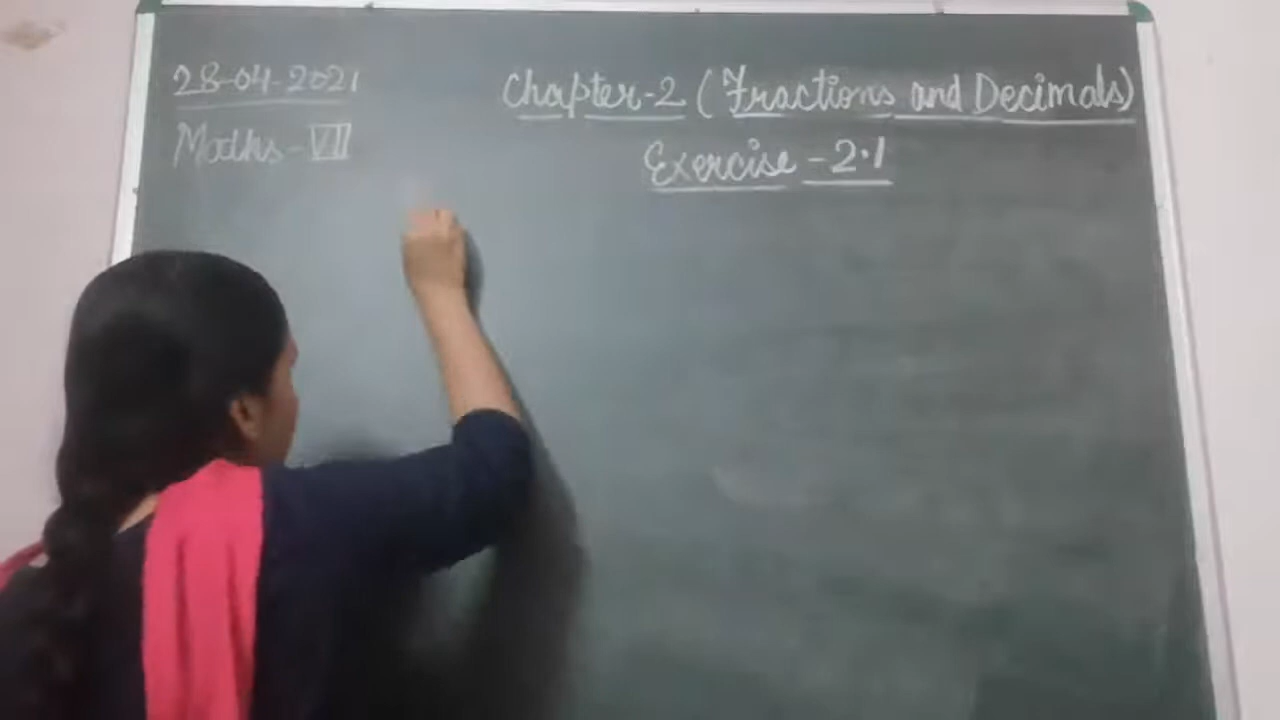 28-04-2021
Maths-VII
Chapter-2 (Fractions and Decimals)
Exercise-2.1